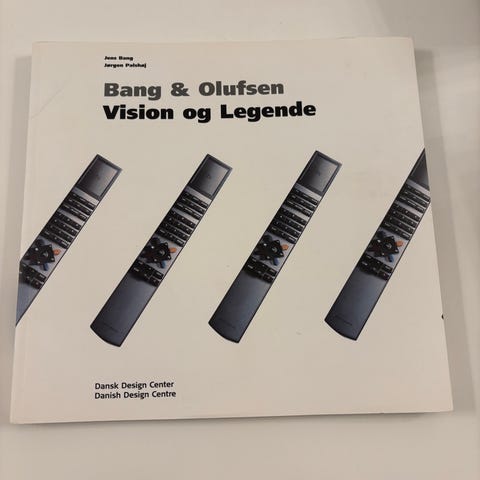 Jens Bang
Jørgen Palshøj
Bang & Olufsen
Vision og Legende
Dansk Design Center
Danish Design Centre